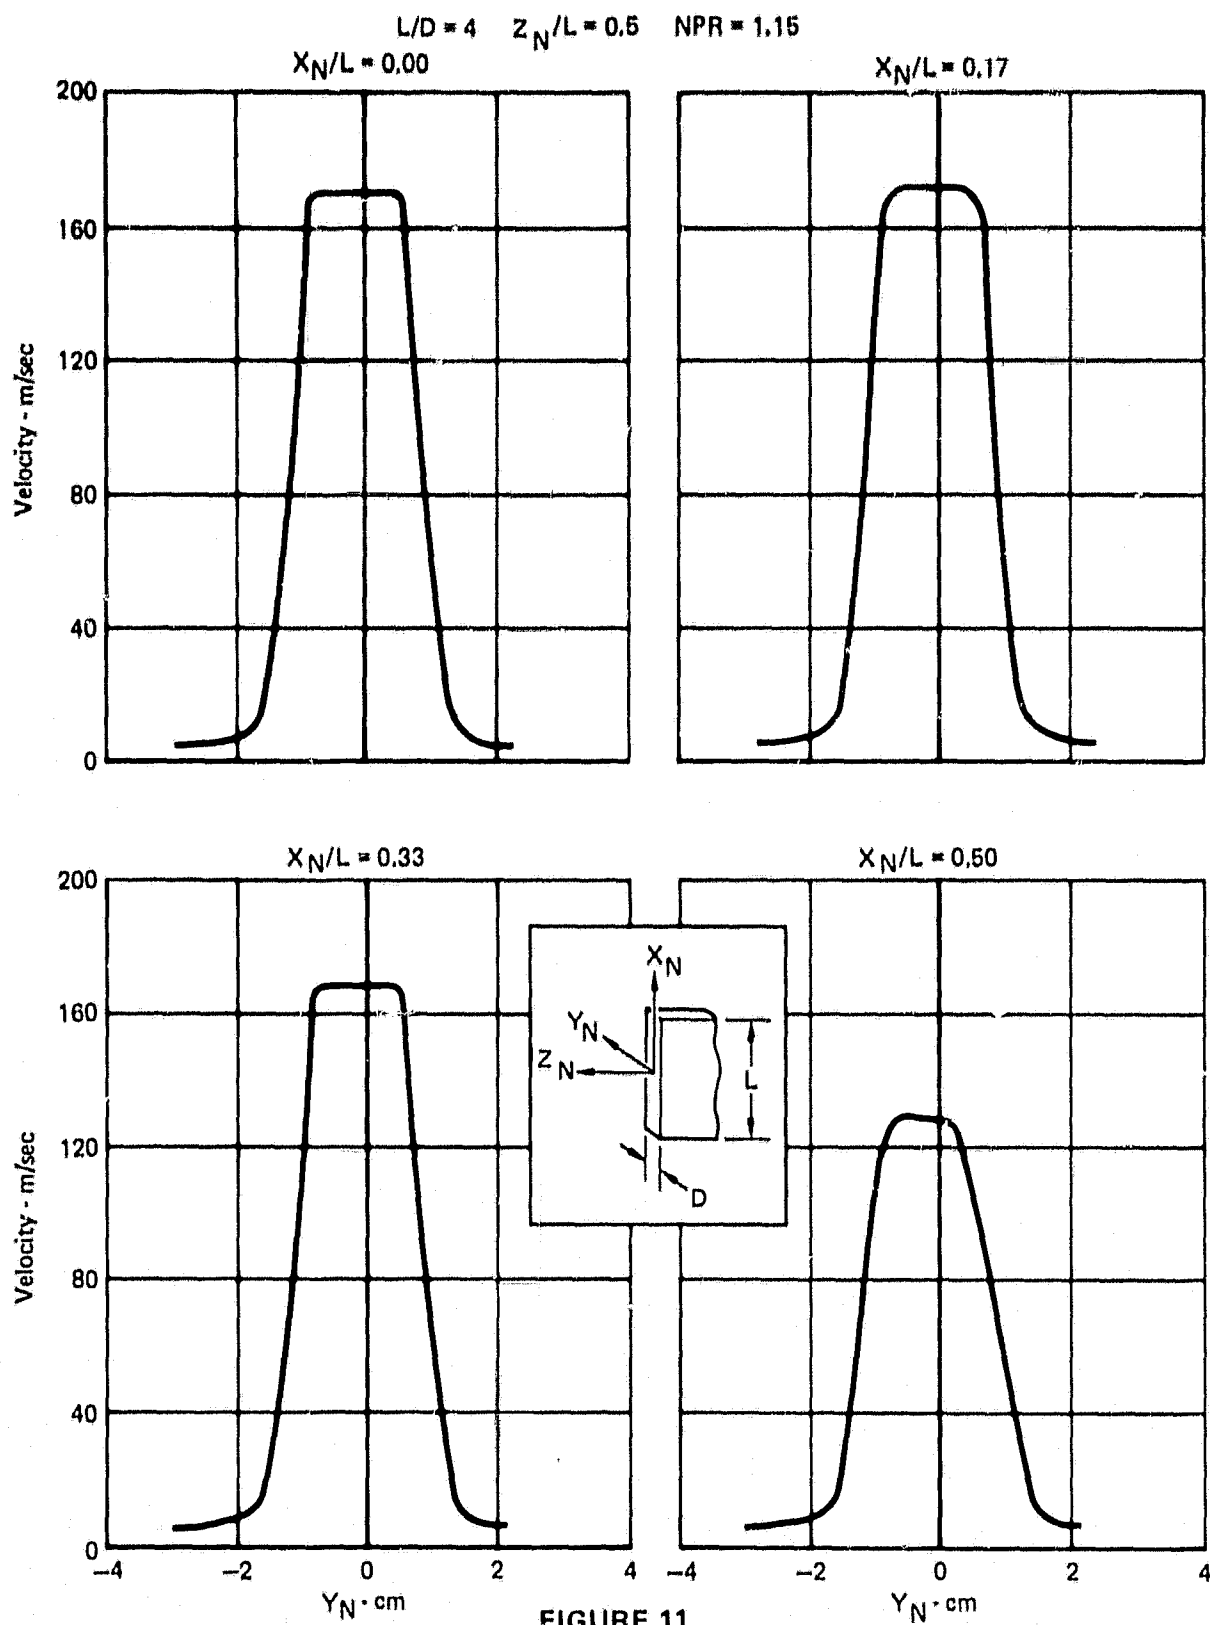 L/D = 4 Z_N/L = 0.5 NPR = 1.15
X_N/L = 0.00
X_N/L = 0.17
200
160
120
80
40
0
Velocity - m/sec
X_N/L = 0.33
X_N/L = 0.50
200
160
120
80
40
0
Velocity - m/sec
X_N
Y_N
Z_N
L
D
-4 -2 0 2 4
-4 -2 0 2 4
Y_N - cm
Y_N - cm
FIGURE 11